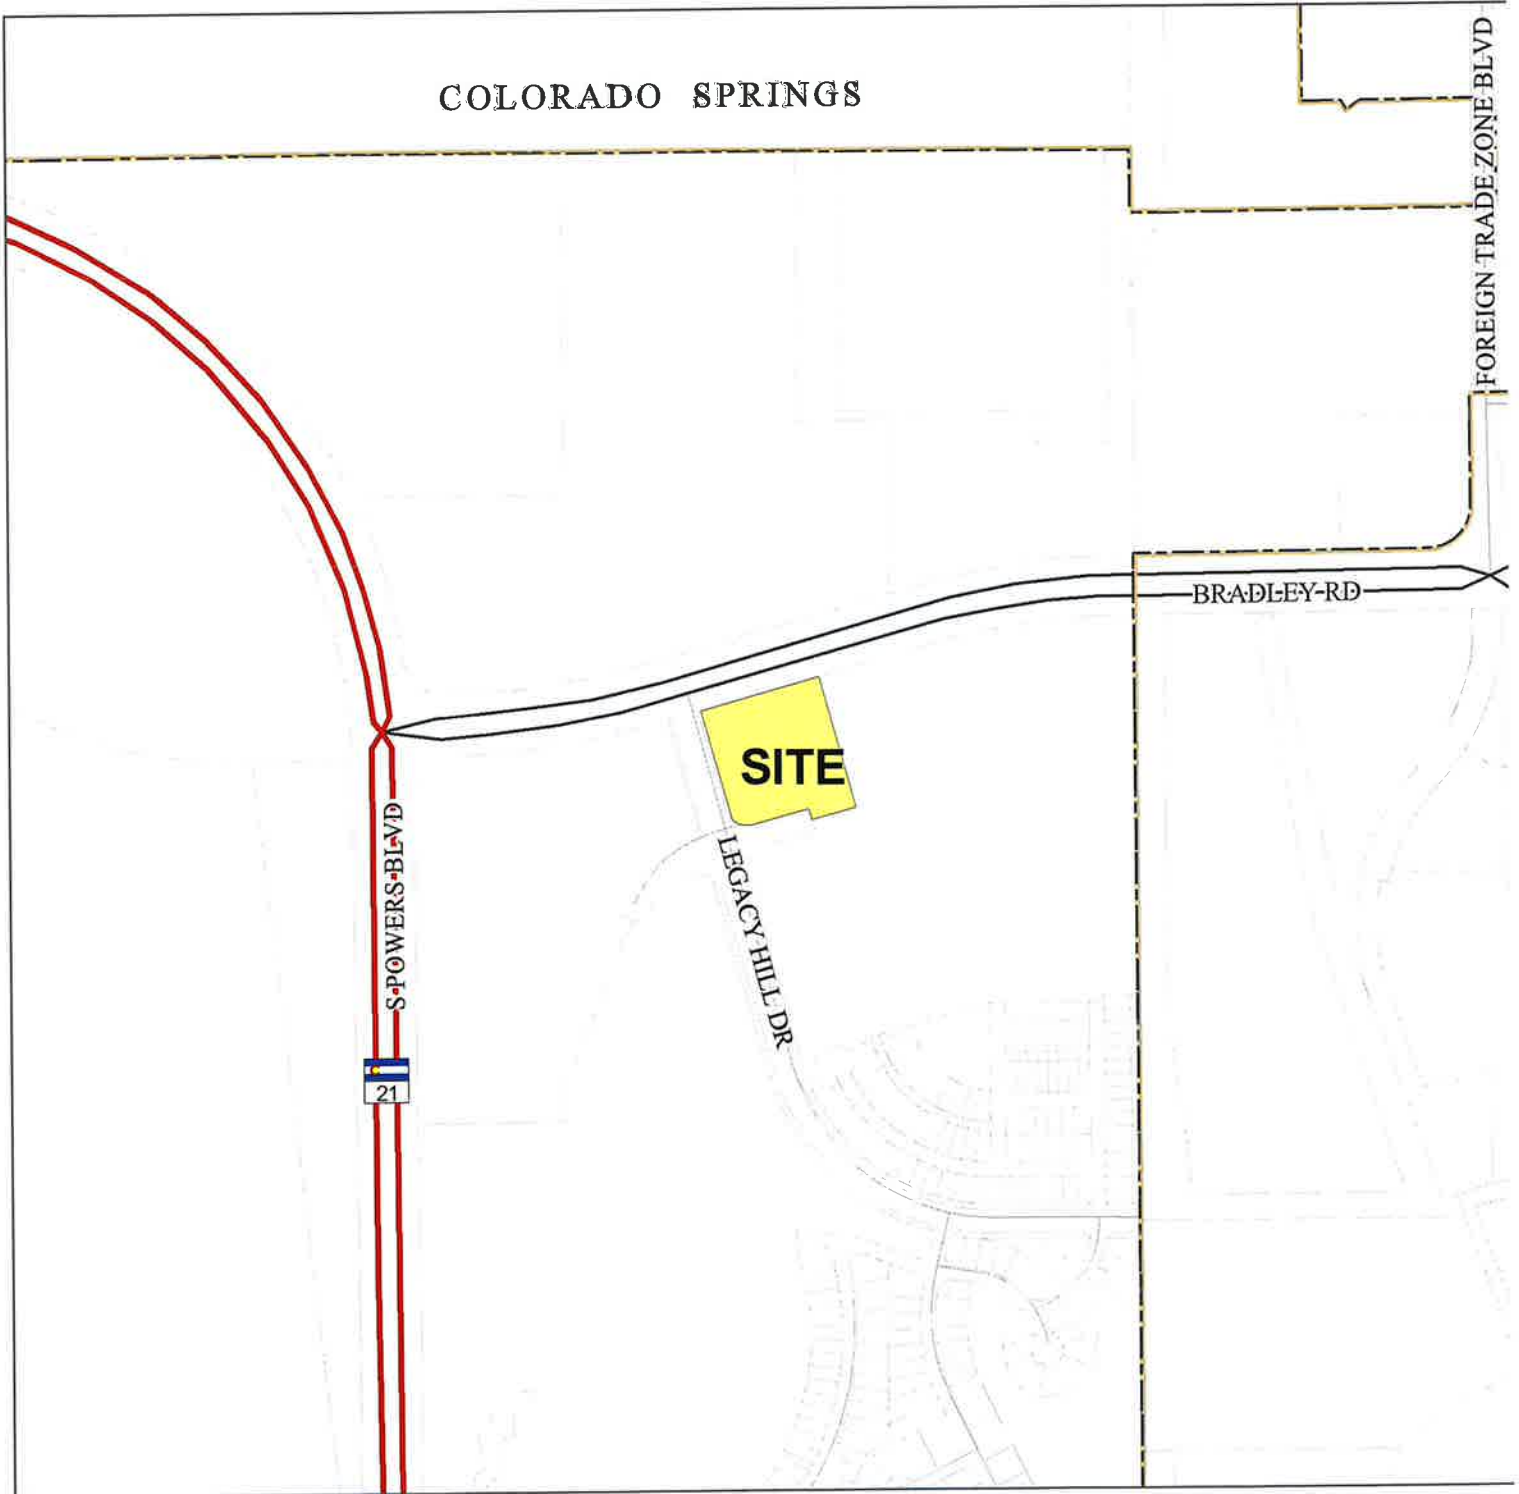 COLORADO SPRINGS
FOREIGN TRADE ZONE BLVD
BRADLEY RD
SITE
S POWERS BLVD
LEGACY HILL DR
C
21